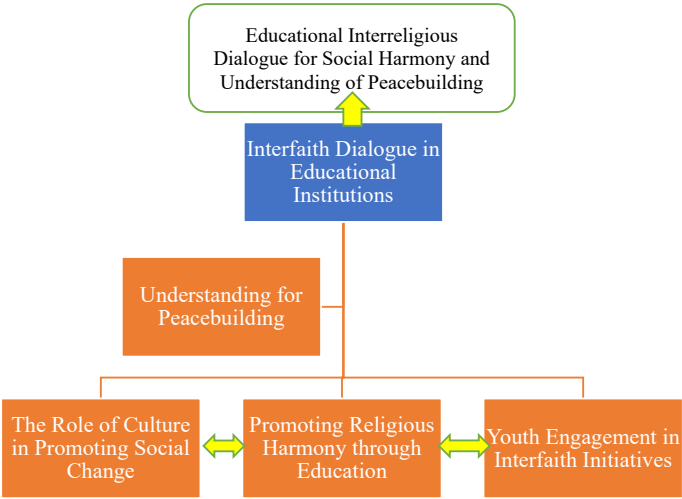 Educational Interreligious
Dialogue for Social Harmony and
Understanding of Peacebuilding
Interfaith Dialogue in
Educational
Institutions
Understanding for
Peacebuilding
The Role of Culture
in Promoting Social
Change
Promoting Religious
Harmony through
Education
Youth Engagement in
Interfaith Initiatives